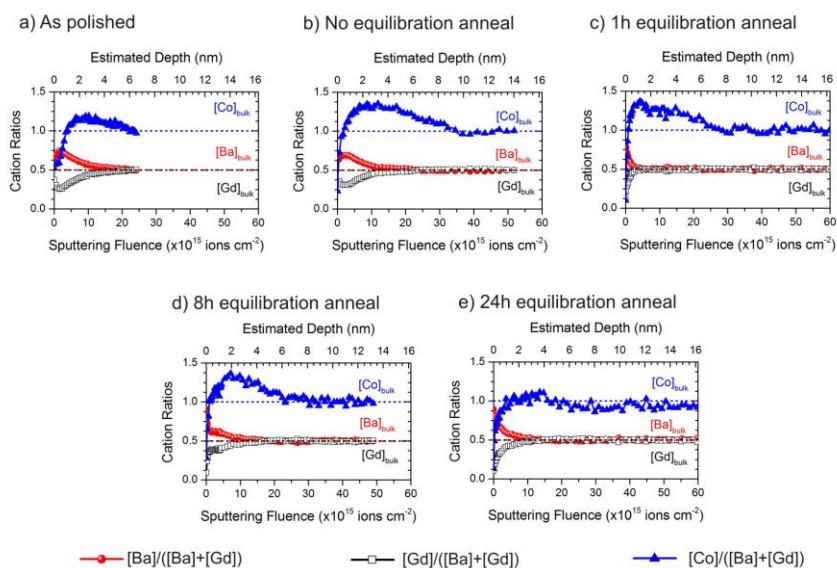 a) As polished
Estimated Depth (nm)
0 2 4 6 8 10 12 14 16
1.5
1.0
0.5
0.0
Cation Ratios
[Co]bulk
[Ba]bulk
[Gd]bulk
0 10 20 30 40 50 60
Sputtering Fluence (x10¹⁵ ions cm⁻²)
b) No equilibration anneal
Estimated Depth (nm)
0 2 4 6 8 10 12 14 16
1.5
1.0
0.5
0.0
Cation Ratios
[Co]bulk
[Ba]bulk
[Gd]bulk
0 10 20 30 40 50 60
Sputtering Fluence (x10¹⁵ ions cm⁻²)
c) 1h equilibration anneal
Estimated Depth (nm)
0 2 4 6 8 10 12 14 16
1.5
1.0
0.5
0.0
Cation Ratios
[Co]bulk
[Ba]bulk
[Gd]bulk
0 10 20 30 40 50 60
Sputtering Fluence (x10¹⁵ ions cm⁻²)
d) 8h equilibration anneal
Estimated Depth (nm)
0 2 4 6 8 10 12 14 16
1.5
1.0
0.5
0.0
Cation Ratios
[Co]bulk
[Ba]bulk
[Gd]bulk
0 10 20 30 40 50 60
Sputtering Fluence (x10¹⁵ ions cm⁻²)
e) 24h equilibration anneal
Estimated Depth (nm)
0 2 4 6 8 10 12 14 16
1.5
1.0
0.5
0.0
Cation Ratios
[Co]bulk
[Ba]bulk
[Gd]bulk
0 10 20 30 40 50 60
Sputtering Fluence (x10¹⁵ ions cm⁻²)
[Ba]/([Ba]+[Gd]) [Gd]/([Ba]+[Gd]) [Co]/([Ba]+[Gd])